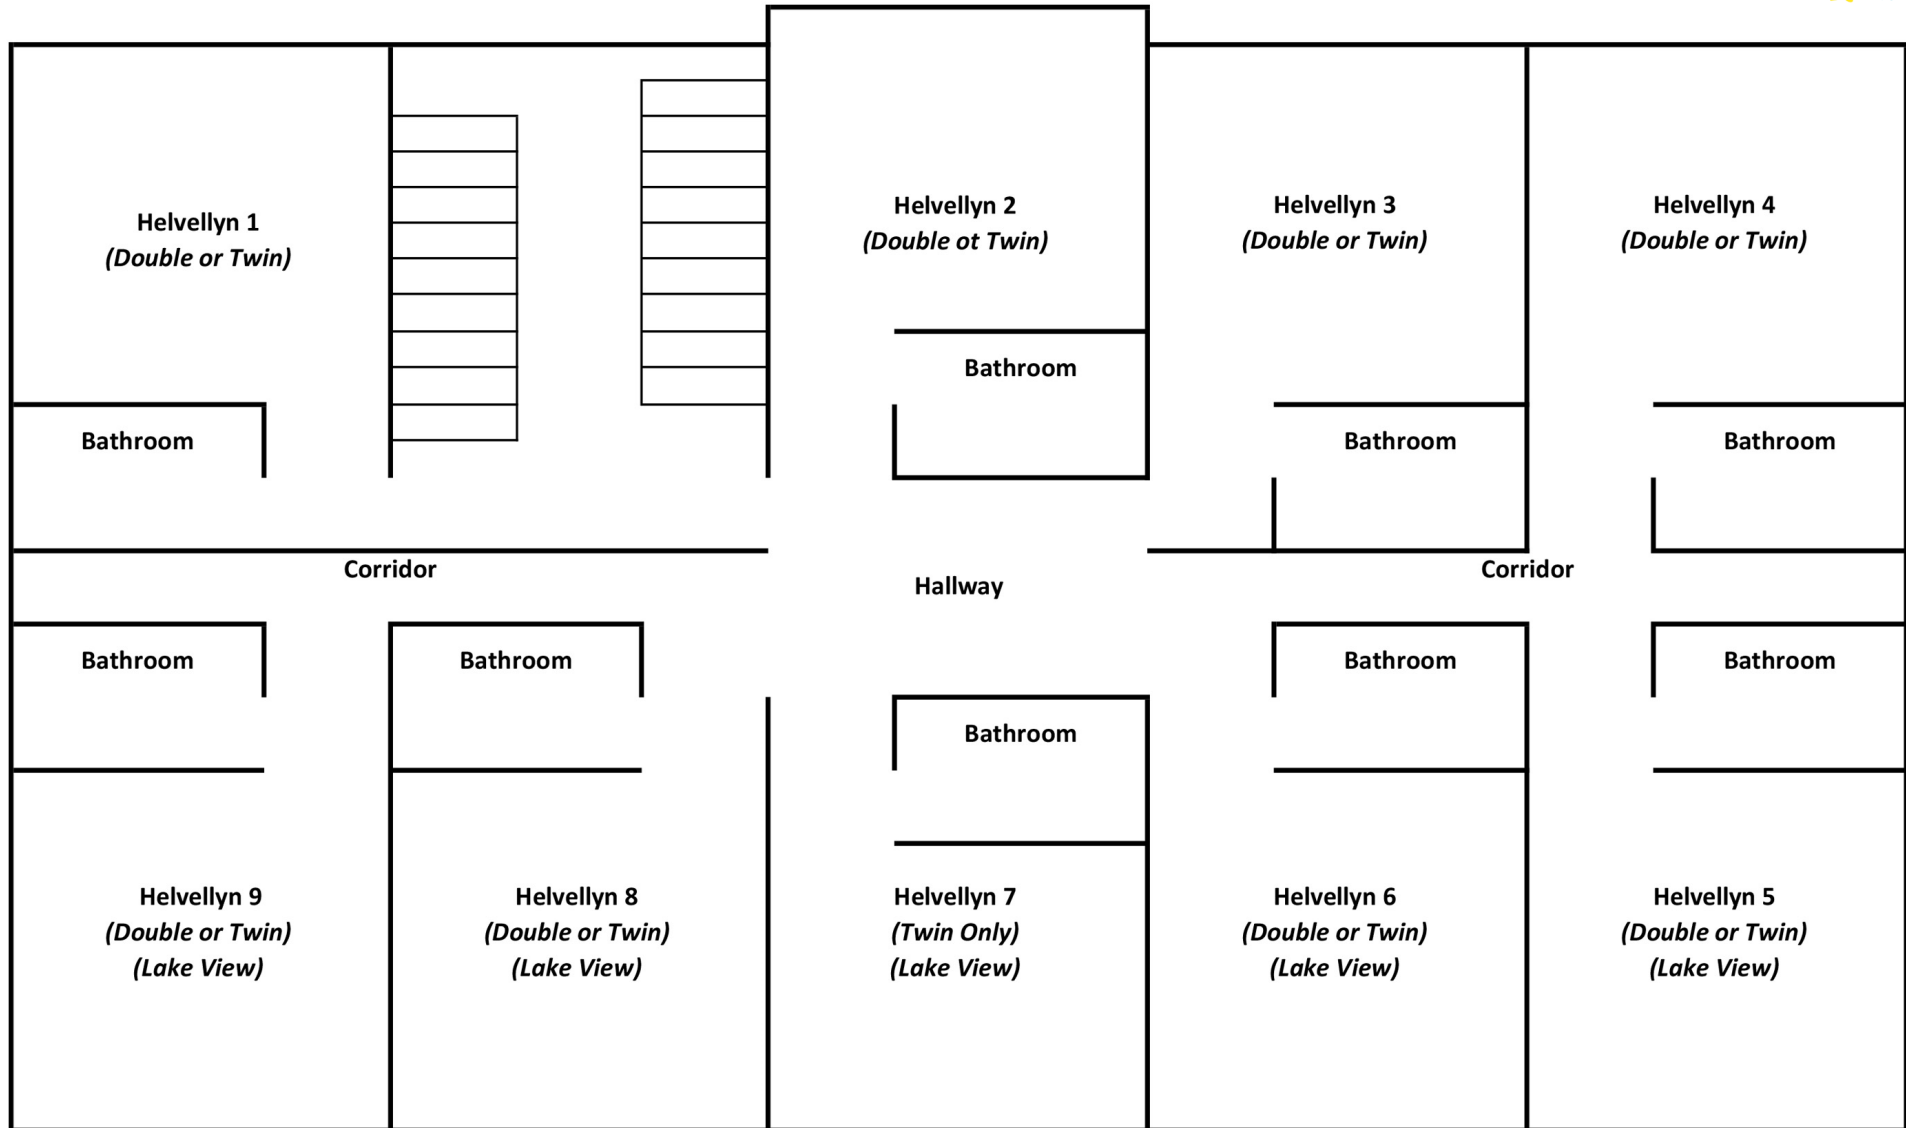 Helvellyn 1
(Double or Twin)
Helvellyn 2
(Double ot Twin)
Helvellyn 3
(Double or Twin)
Helvellyn 4
(Double or Twin)
Bathroom
Bathroom
Bathroom
Bathroom
Corridor
Hallway
Corridor
Bathroom
Bathroom
Bathroom
Bathroom
Bathroom
Helvellyn 9
(Double or Twin)
(Lake View)
Helvellyn 8
(Double or Twin)
(Lake View)
Helvellyn 7
(Twin Only)
(Lake View)
Helvellyn 6
(Double or Twin)
(Lake View)
Helvellyn 5
(Double or Twin)
(Lake View)